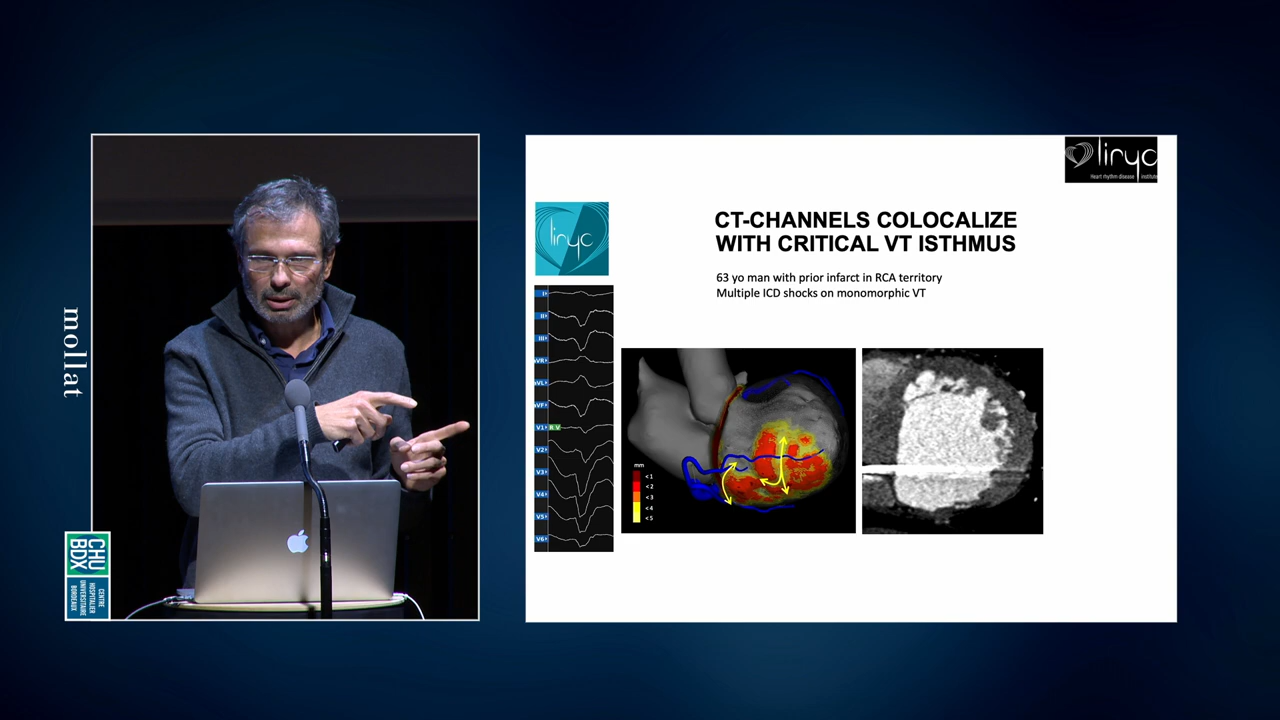 mollat
CHU
BDX
CENTRE
HOSPITALIER
UNIVERSITAIRE
BORDEAUX
liryc
Heart rhythm disease institute
liryc
CT-CHANNELS COLOCALIZE
WITH CRITICAL VT ISTHMUS
63 yo man with prior infarct in RCA territory
Multiple ICD shocks on monomorphic VT
I
II
III
aVR
aVL
aVF
V1 RV
V2
V3
V4
V5
V6
mm
<1
<2
<3
<4
<5